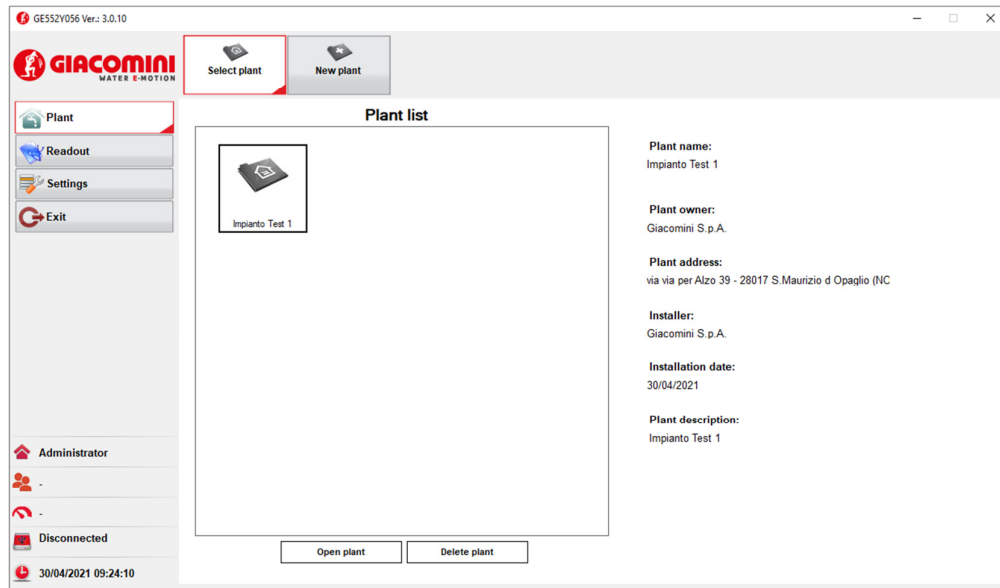 GE552Y056 Ver.: 3.0.10
GIACOMINI
WATER E-MOTION
Select plant
New plant
Plant
Readout
Settings
Exit
Plant list
Impianto Test 1
Plant name:
Impianto Test 1
Plant owner:
Giacomini S.p.A.
Plant address:
via via per Alzo 39 - 28017 S.Maurizio d Opaglio (NC
Installer:
Giacomini S.p.A.
Installation date:
30/04/2021
Plant description:
Impianto Test 1
Administrator
-
-
Disconnected
30/04/2021 09:24:10
Open plant
Delete plant